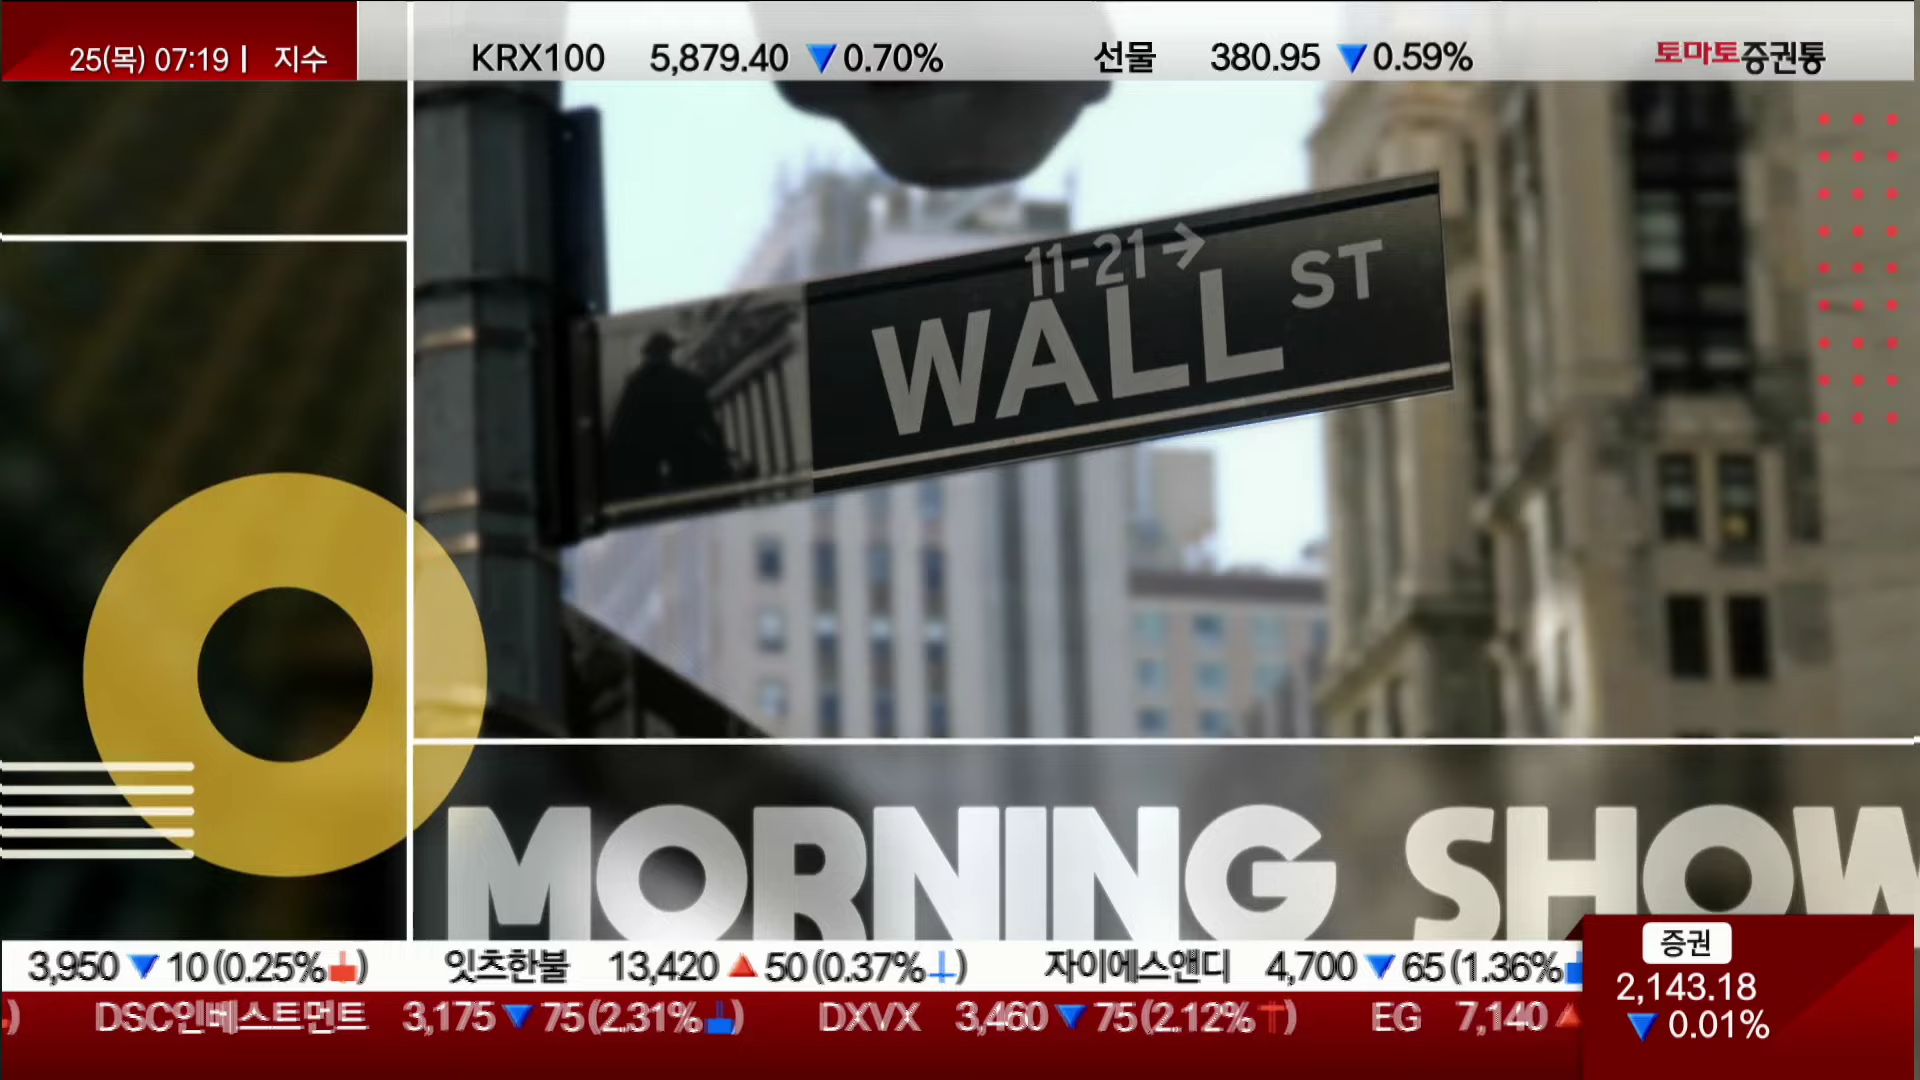 25(목) 07:19 | 지수 KRX100 5,879.40 ▼0.70% 선물 380.95 ▼0.59% 토마토증권통
11-21→
WALL ST
MORNING SHOW
3,950 ▼10(0.25%) 잇츠한불 13,420 ▲50(0.37%) 자이에스앤디 4,700 ▼65(1.36%
DSC인베스트먼트 3,175 ▼75(2.31%) DXVX 3,460 ▼75(2.12%) EG 7,140 ▲
증권
2,143.18
▼0.01%